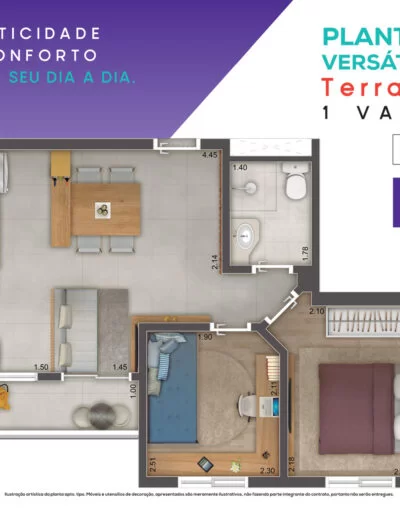 TICIDADE
ONFORTO
SEU DIA A DIA.
PLANT
VERSÁT
Terra
1 VA
4.45
1.40
1.78
2.14
2.10
1.50
1.45
1.00
1.90
2.11
2.51
2.30
2.18
Ilustração artística da planta apto. tipo. Móveis e utensílios de decoração, apresentados são meramente ilustrativos, não fazendo parte integrante do contrato, portanto não serão entregues.